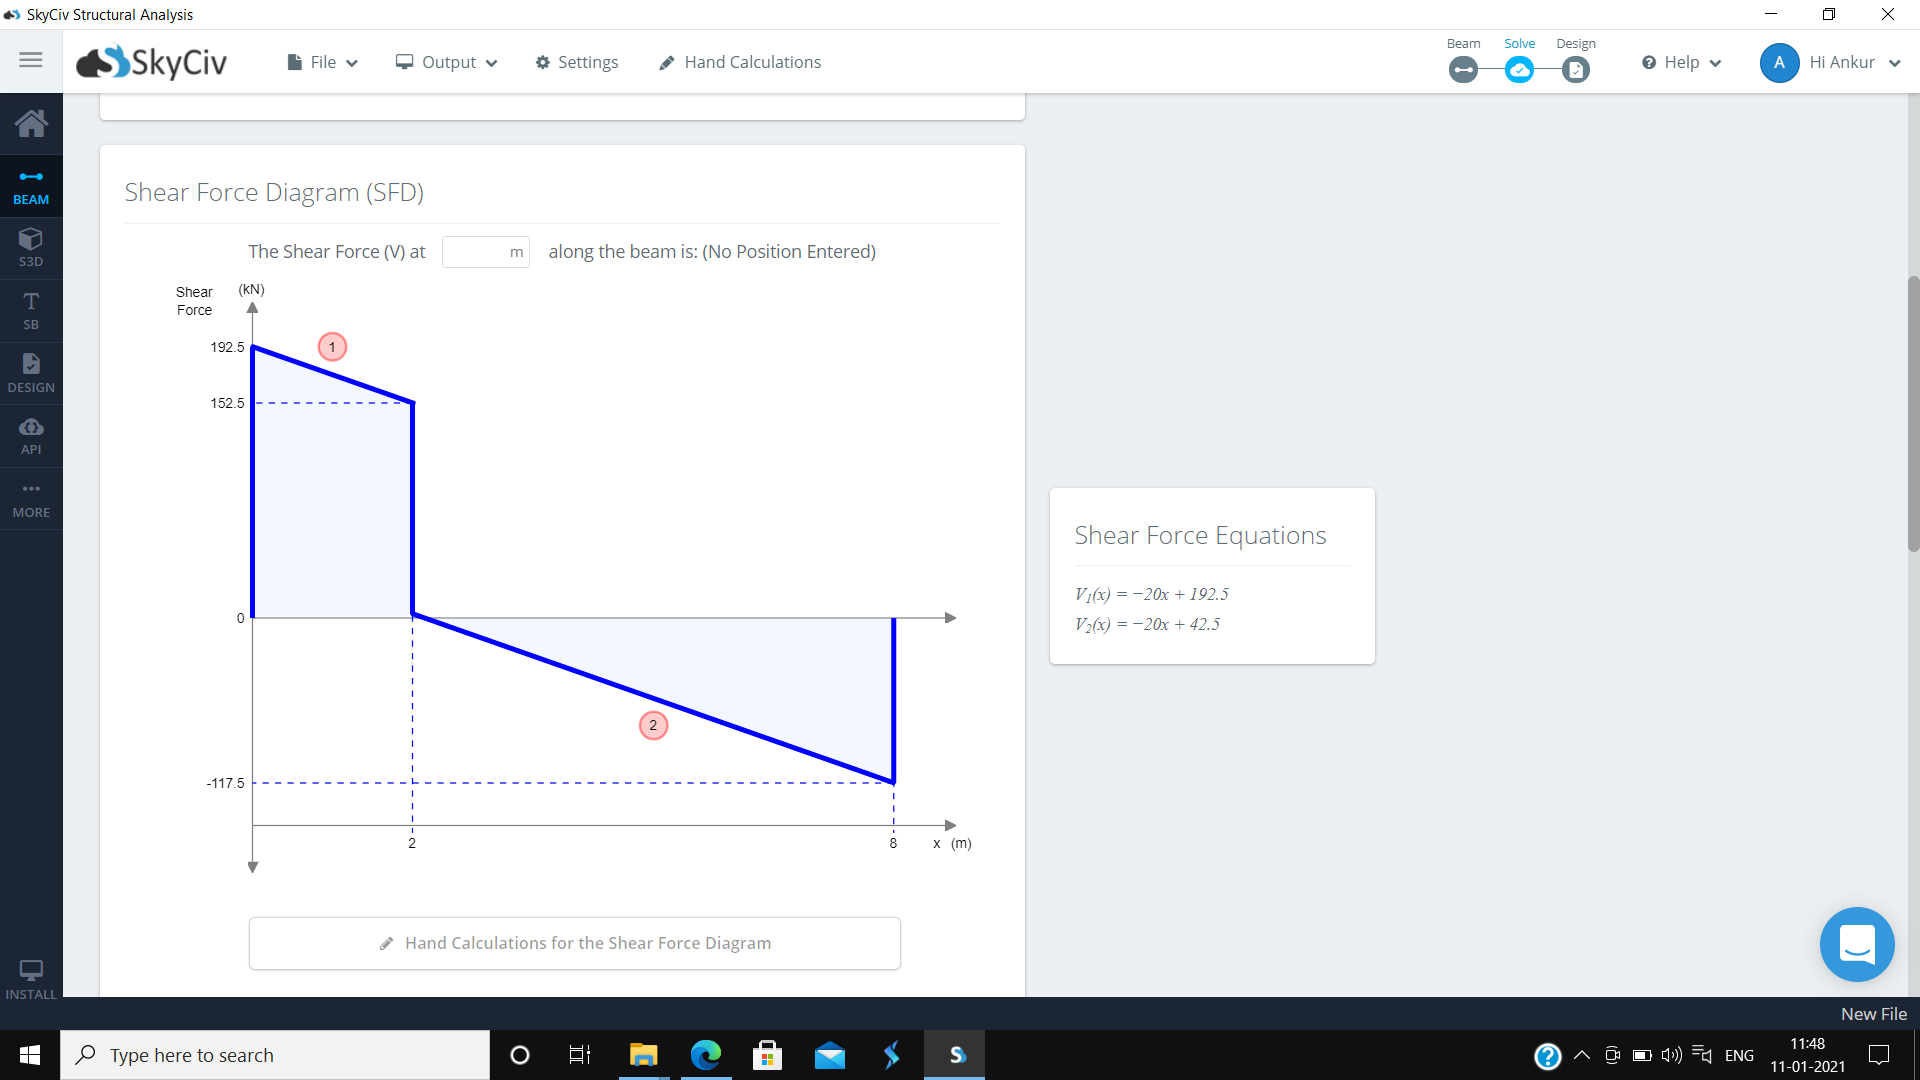 SkyCiv Structural Analysis
SkyCiv
File
Output
Settings
Hand Calculations
Beam
Solve
Design
Help
A
Hi Ankur
BEAM
S3D
T
SB
DESIGN
API
MORE
INSTALL
Shear Force Diagram (SFD)
The Shear Force (V) at m along the beam is: (No Position Entered)
Shear
Force
(kN)
192.5
1
152.5
0
2
-117.5
2
8
x (m)
Hand Calculations for the Shear Force Diagram
Shear Force Equations
V₁(x) = −20x + 192.5
V₂(x) = −20x + 42.5
New File
Type here to search
S
ENG
11:48
11-01-2021